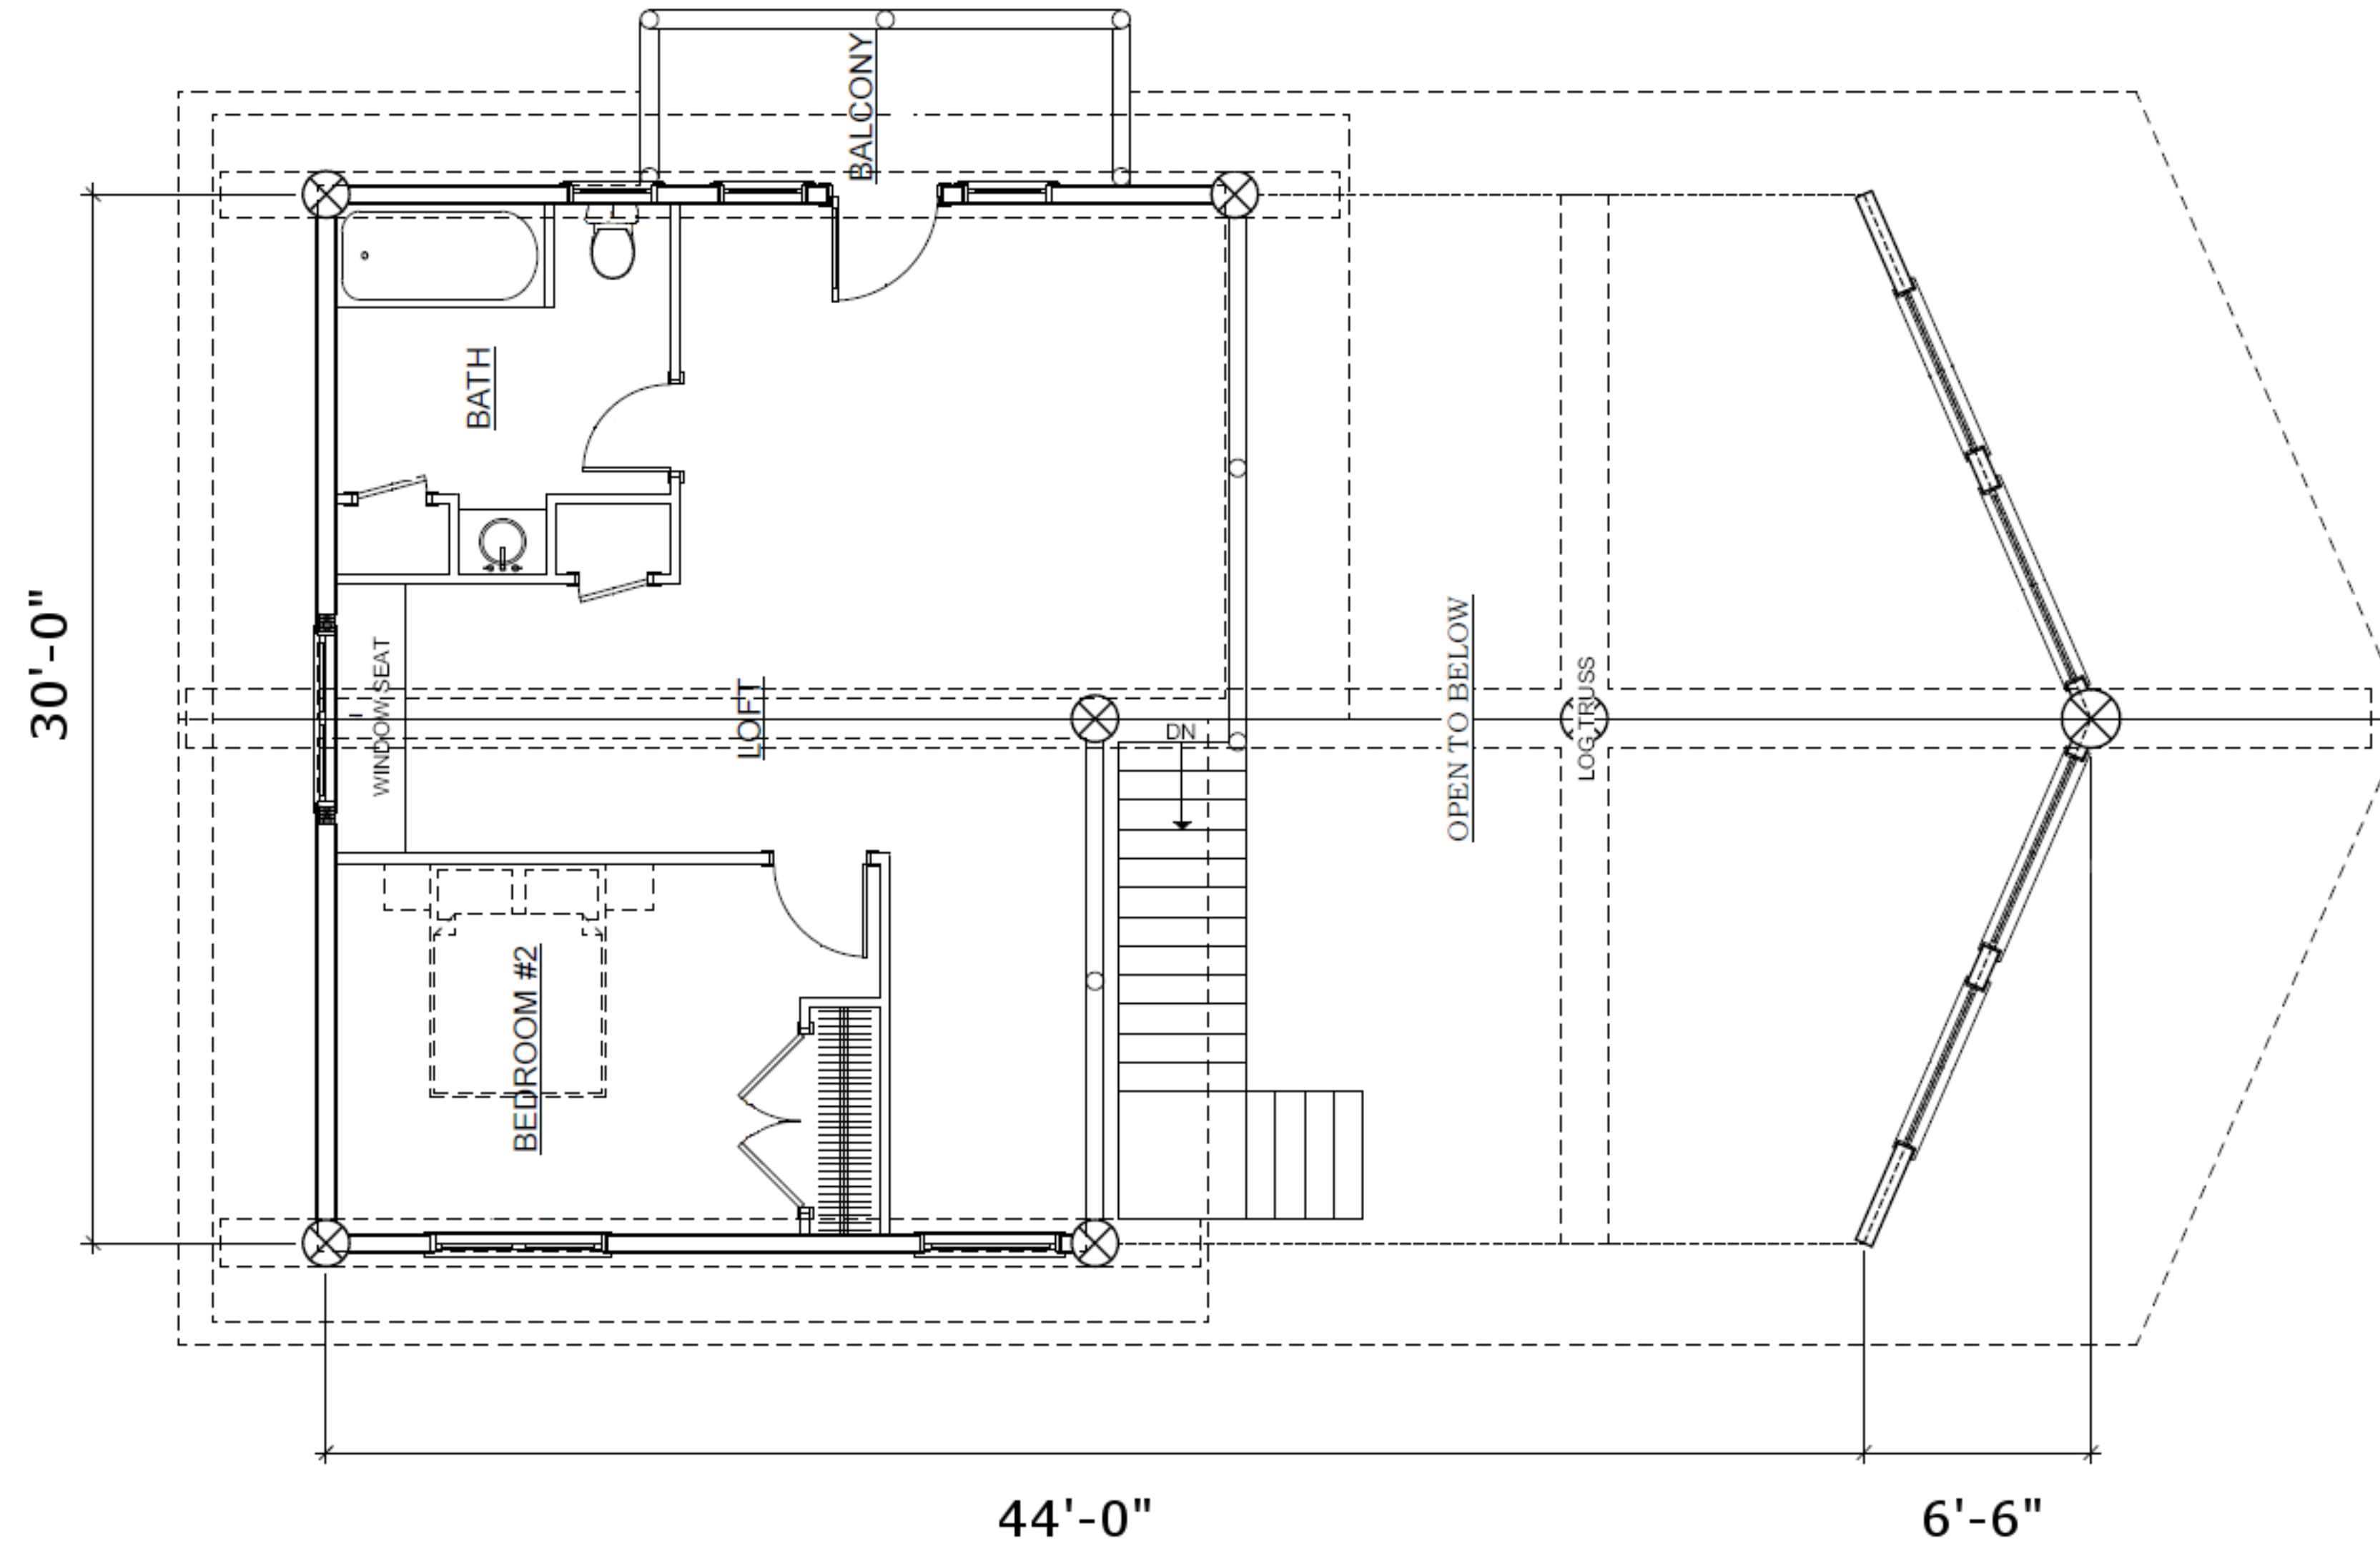 BALCONY
BATH
30'-0"
WINDOW SEAT
LOFT
DN
OPEN TO BELOW
LOG TRUSS
BEDROOM #2
44'-0"
6'-6"